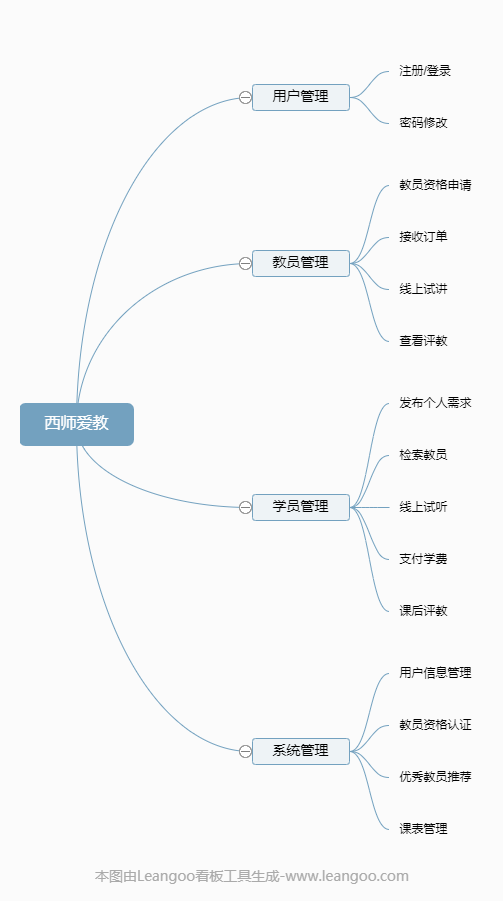 西师爱教
用户管理
注册/登录
密码修改
教员管理
教员资格申请
接收订单
线上试讲
查看评教
学员管理
发布个人需求
检索教员
线上试听
支付学费
课后评教
系统管理
用户信息管理
教员资格认证
优秀教员推荐
课表管理
本图由Leangoo看板工具生成-www.leangoo.com